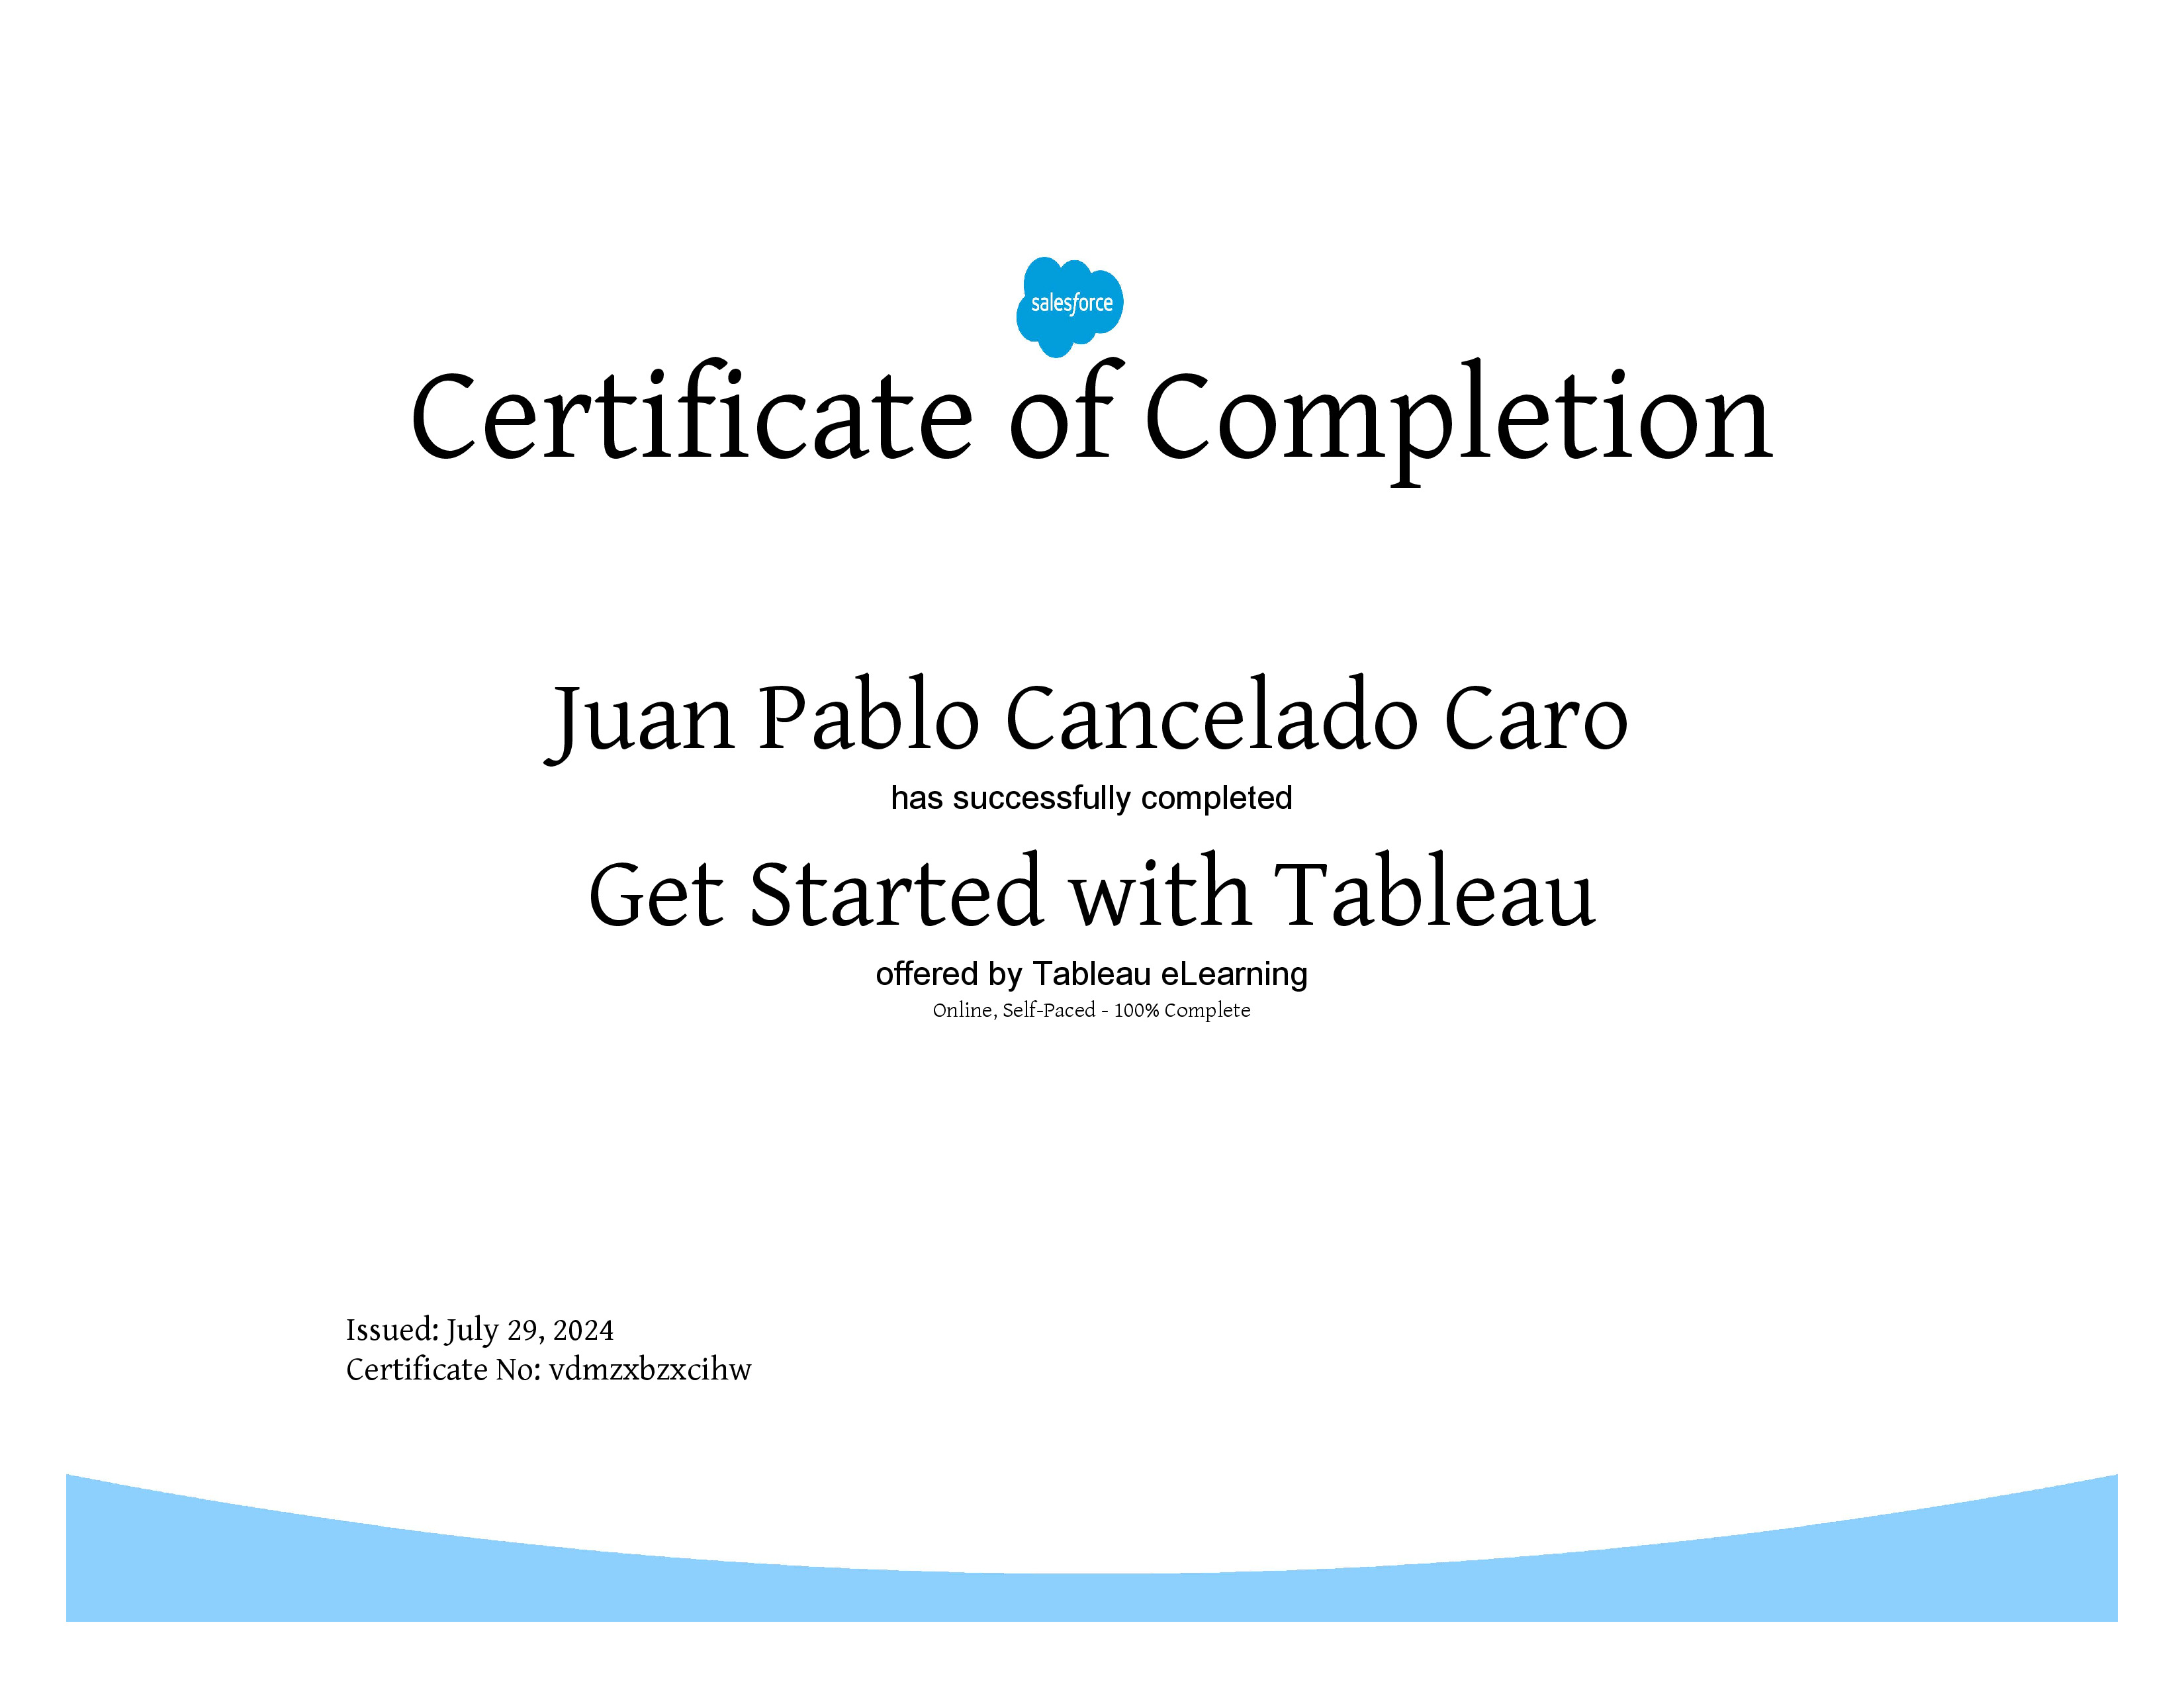 salesforce
Certificate of Completion
Juan Pablo Cancelado Caro
has successfully completed
Get Started with Tableau
offered by Tableau eLearning
Online, Self-Paced - 100% Complete
Issued: July 29, 2024
Certificate No: vdmzxbzxcihw